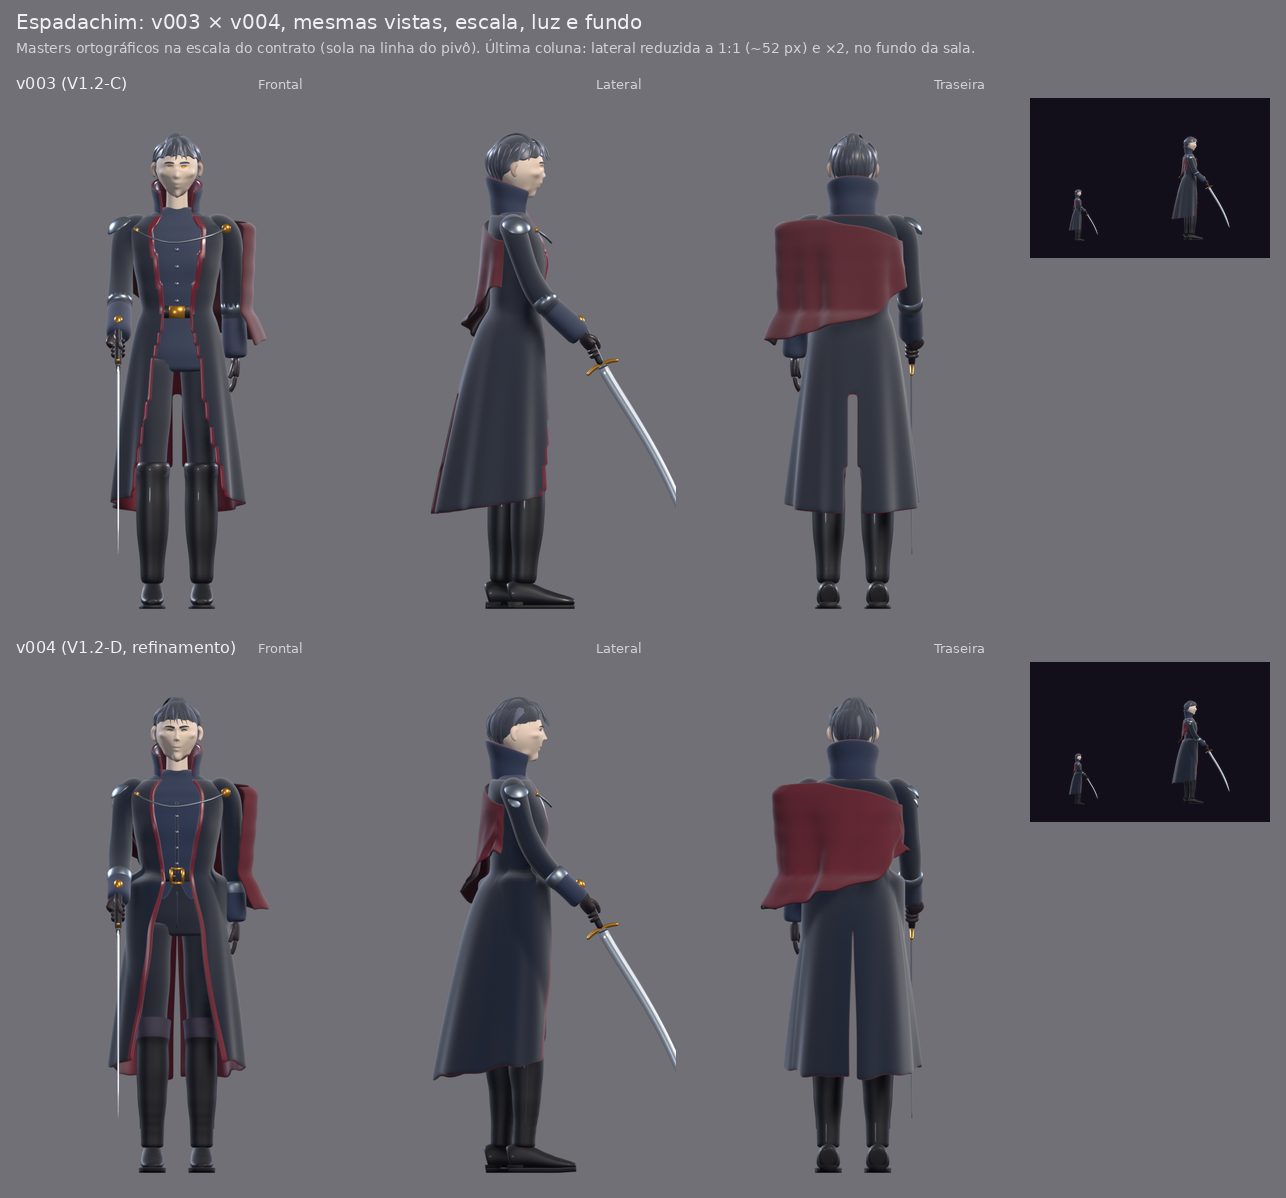 Espadachim: v003 × v004, mesmas vistas, escala, luz e fundo
Masters ortográficos na escala do contrato (sola na linha do pivô). Última coluna: lateral reduzida a 1:1 (~52 px) e ×2, no fundo da sala.
v003 (V1.2-C) Frontal Lateral Traseira
v004 (V1.2-D, refinamento) Frontal Lateral Traseira